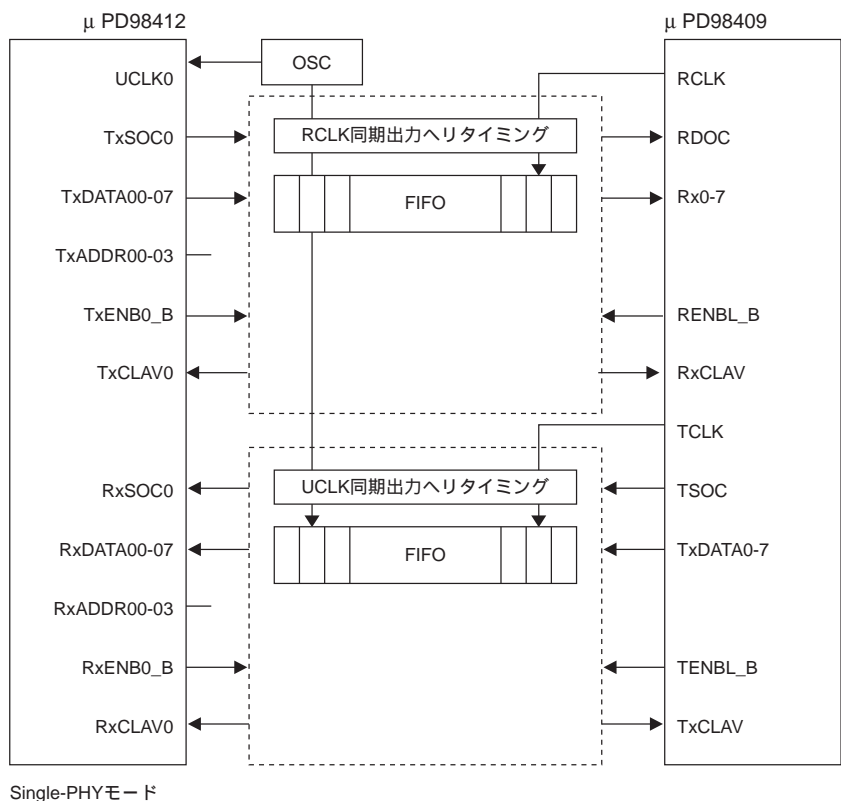 μ PD98412
μ PD98409
OSC
UCLK0
RCLK
TxSOC0
RCLK同期出力へリタイミング
RDOC
TxDATA00-07
FIFO
Rx0-7
TxADDR00-03
TxENB0_B
RENBL_B
TxCLAV0
RxCLAV
TCLK
RxSOC0
UCLK同期出力へリタイミング
TSOC
RxDATA00-07
FIFO
TxDATA0-7
RxADDR00-03
RxENB0_B
TENBL_B
RxCLAV0
TxCLAV
Single-PHYモード